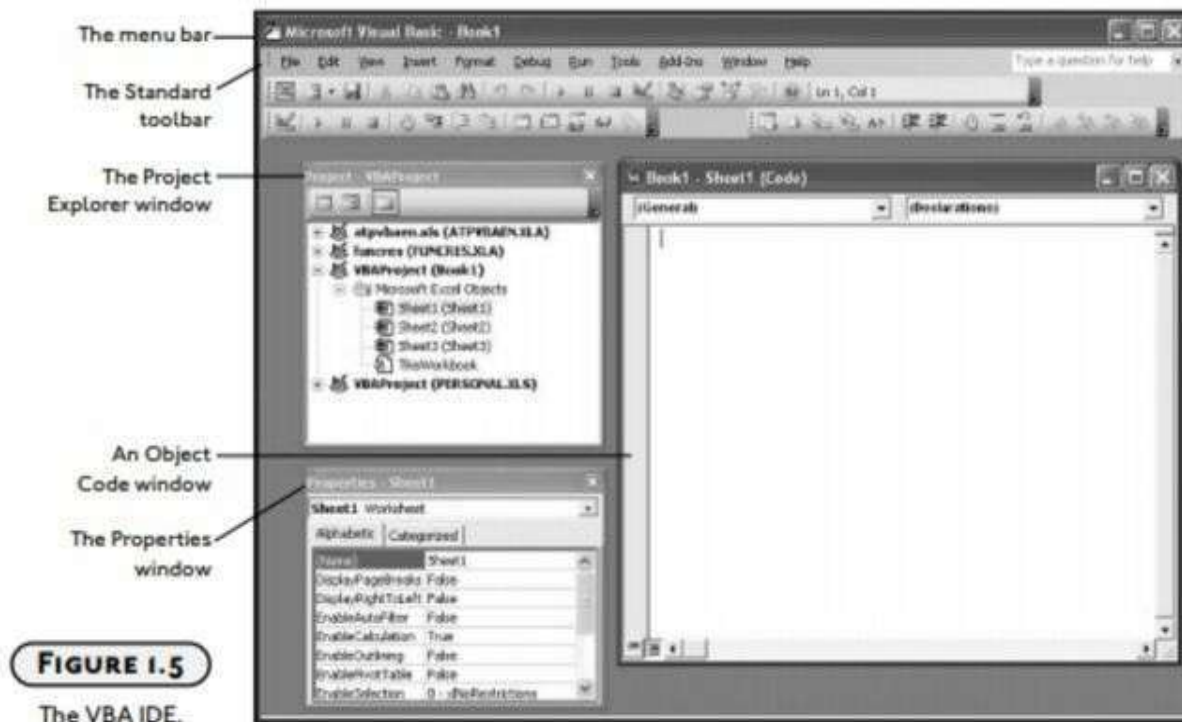 The menu bar
The Standard
toolbar
The Project
Explorer window
An Object
Code window
The Properties
window
FIGURE 1.5
The VBA IDE.
Microsoft Visual Basic - Book1
File Edit View Insert Format Debug Run Tools Add-Ins Window Help
Type a question for help
Ln 1, Col 1
Project - VBAProject
atpvbaen.xls (ATPVBAEN.XLA)
funcres (FUNCRES.XLA)
VBAProject (Book1)
Microsoft Excel Objects
Sheet1 (Sheet1)
Sheet2 (Sheet2)
Sheet3 (Sheet3)
ThisWorkbook
VBAProject (PERSONAL.XLS)
Properties - Sheet1
Sheet1 Worksheet
Alphabetic Categorized
(Name) Sheet1
DisplayPageBreaks False
DisplayRightToLeft False
EnableAutoFilter False
EnableCalculation True
EnableOutlining False
EnablePivotTable False
EnableSelection 0 - xlNoRestrictions
Book1 - Sheet1 (Code)
(General) (Declarations)